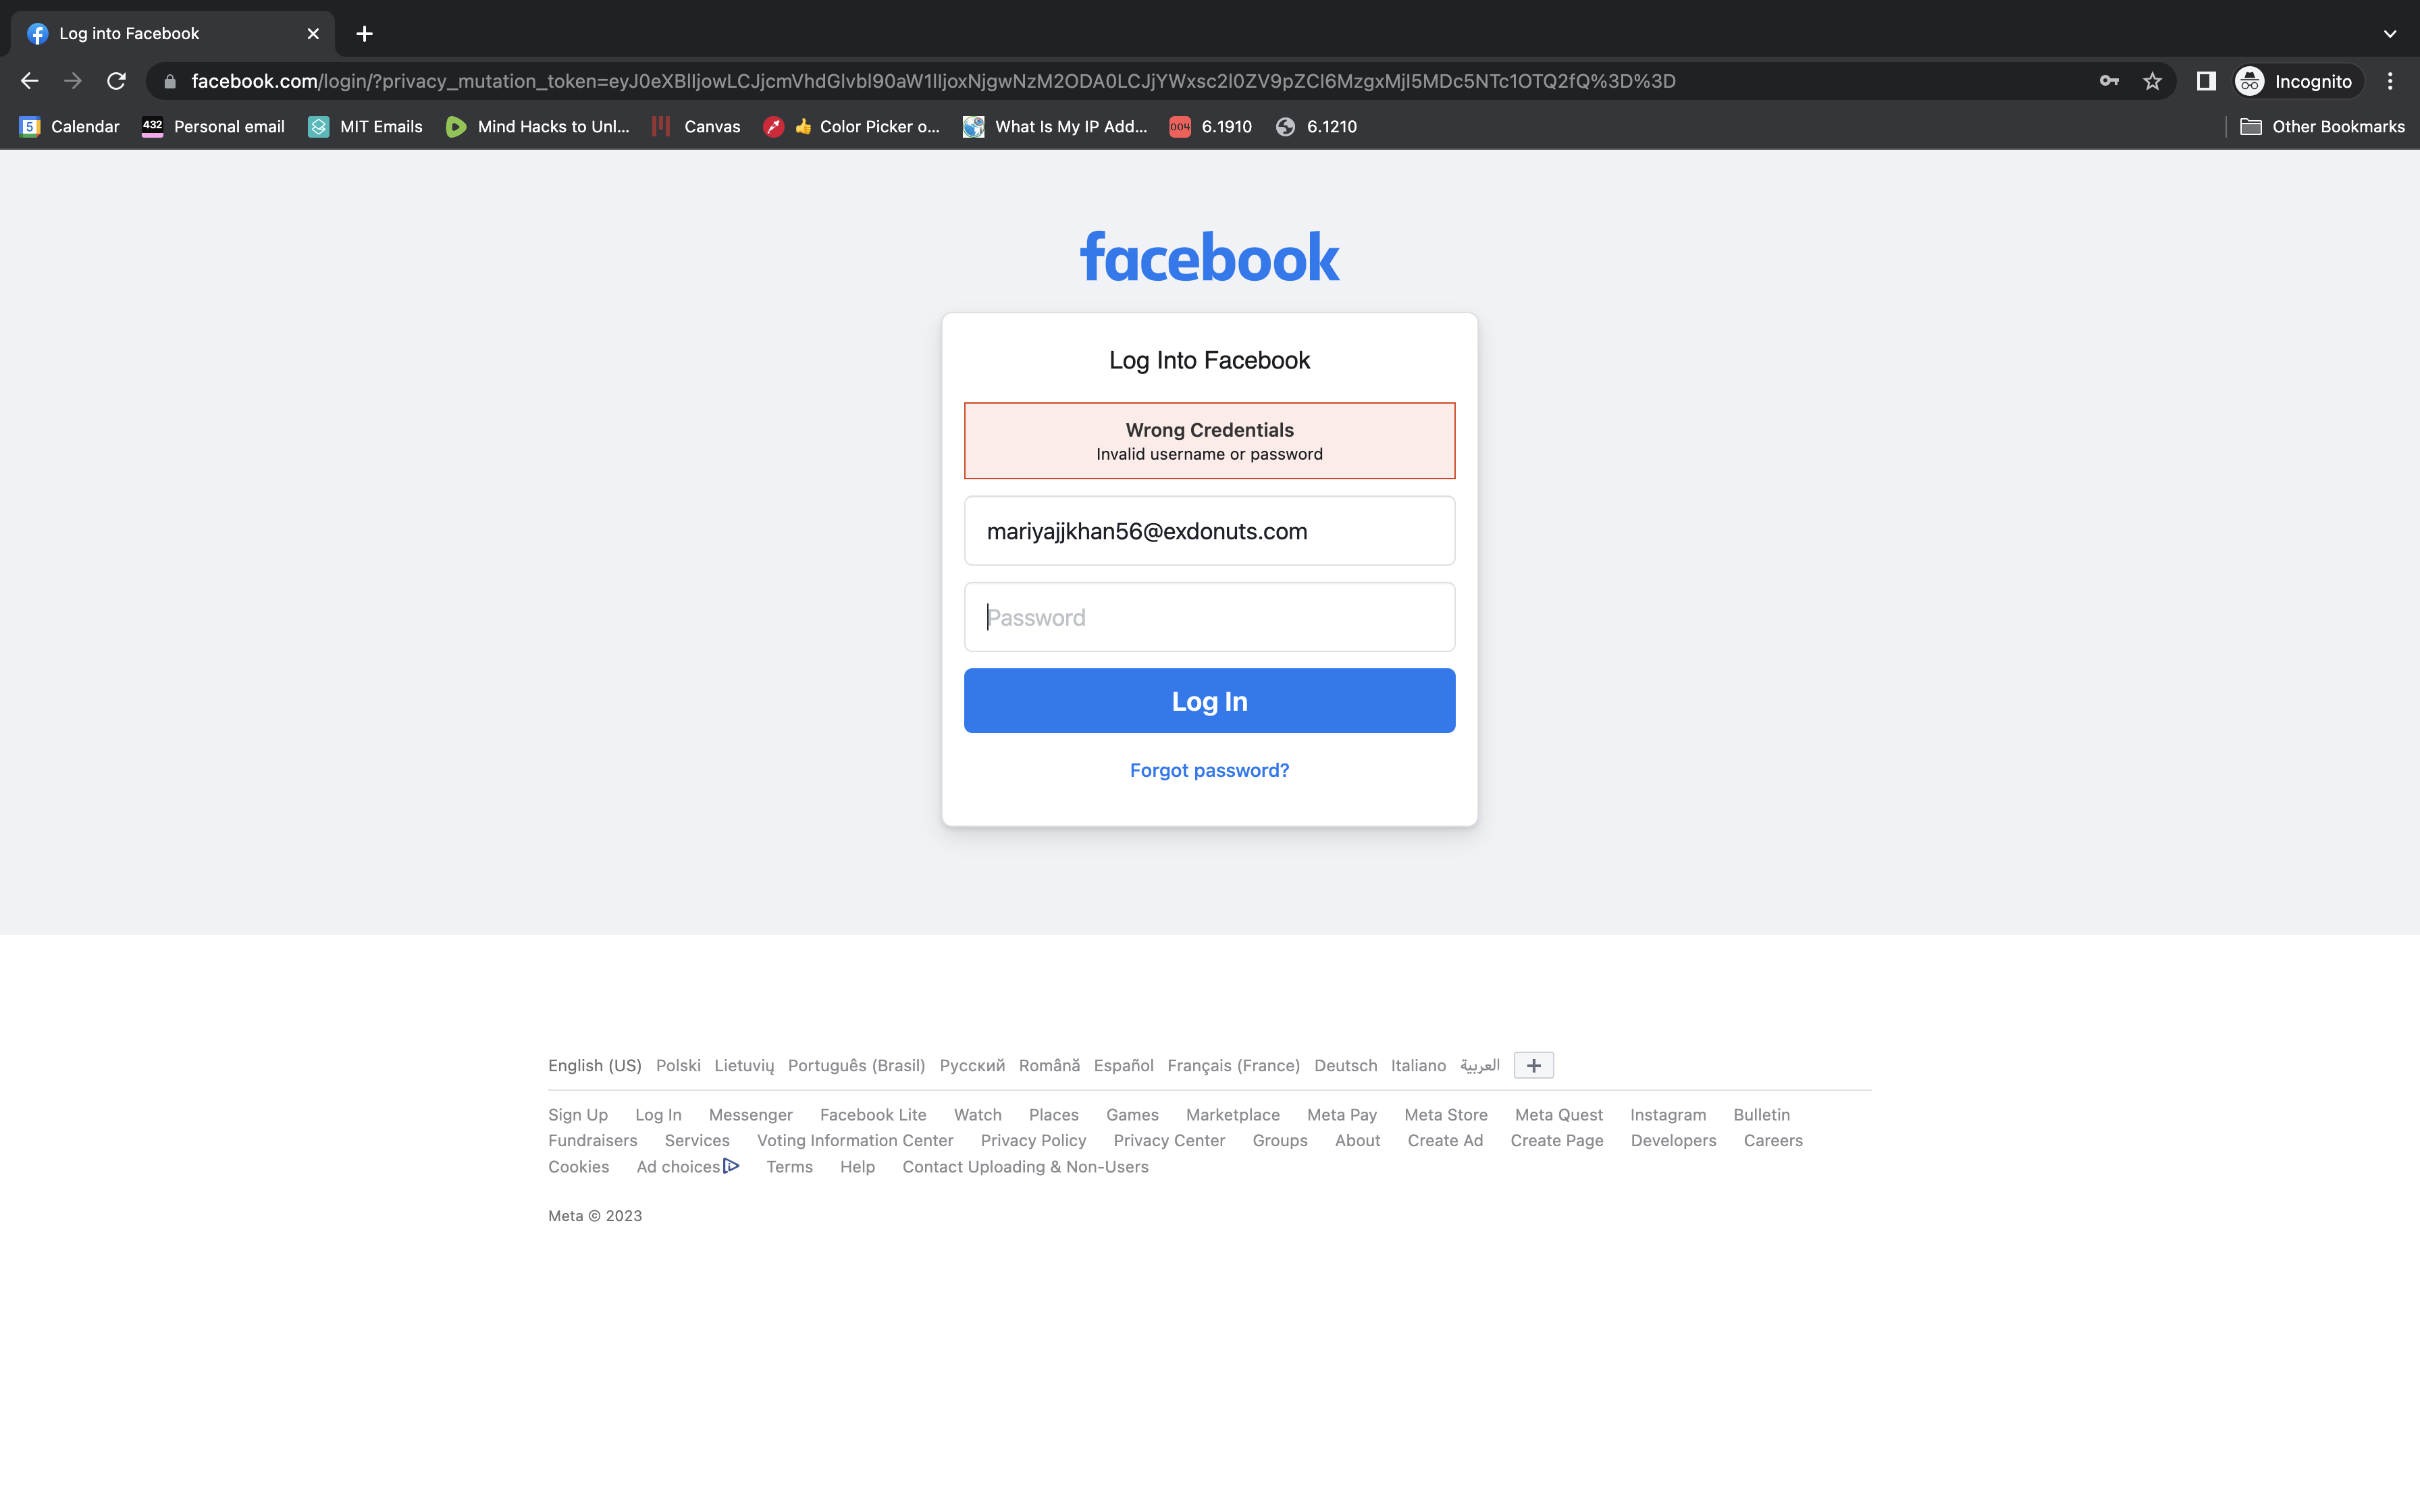 Log into Facebook
facebook.com/login/?privacy_mutation_token=eyJ0eXBlIjowLCJjcmVhdGlvbl90aW1lIjoxNjgwNzM2ODA0LCJjYWxsc2l0ZV9pZCI6MzgxMjI5MDc5NTc1OTQ2fQ%3D%3D
Incognito
5 Calendar 432 Personal email MIT Emails Mind Hacks to Unl... Canvas 👍 Color Picker o... What Is My IP Add... 004 6.1910 6.1210 Other Bookmarks
facebook
Log Into Facebook
Wrong Credentials
Invalid username or password
mariyajjkhan56@exdonuts.com
Password
Log In
Forgot password?
English (US) Polski Lietuvių Português (Brasil) Русский Română Español Français (France) Deutsch Italiano العربية +
Sign Up Log In Messenger Facebook Lite Watch Places Games Marketplace Meta Pay Meta Store Meta Quest Instagram Bulletin
Fundraisers Services Voting Information Center Privacy Policy Privacy Center Groups About Create Ad Create Page Developers Careers
Cookies Ad choices Terms Help Contact Uploading & Non-Users
Meta © 2023